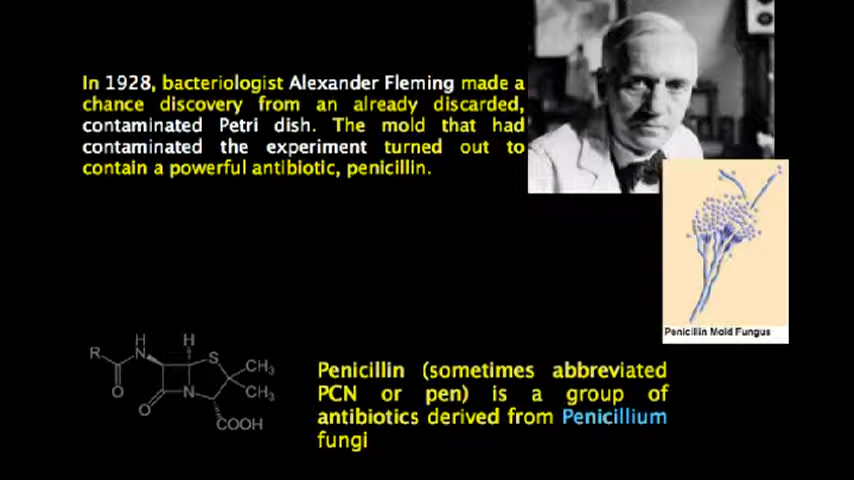 In 1928, bacteriologist Alexander Fleming made a
chance discovery from an already discarded,
contaminated Petri dish. The mold that had
contaminated the experiment turned out to
contain a powerful antibiotic, penicillin.
Penicillin Mold Fungus
R
H
N
H
S
CH3
CH3
O
N
O
COOH
Penicillin (sometimes abbreviated
PCN or pen) is a group of
antibiotics derived from Penicillium
fungi